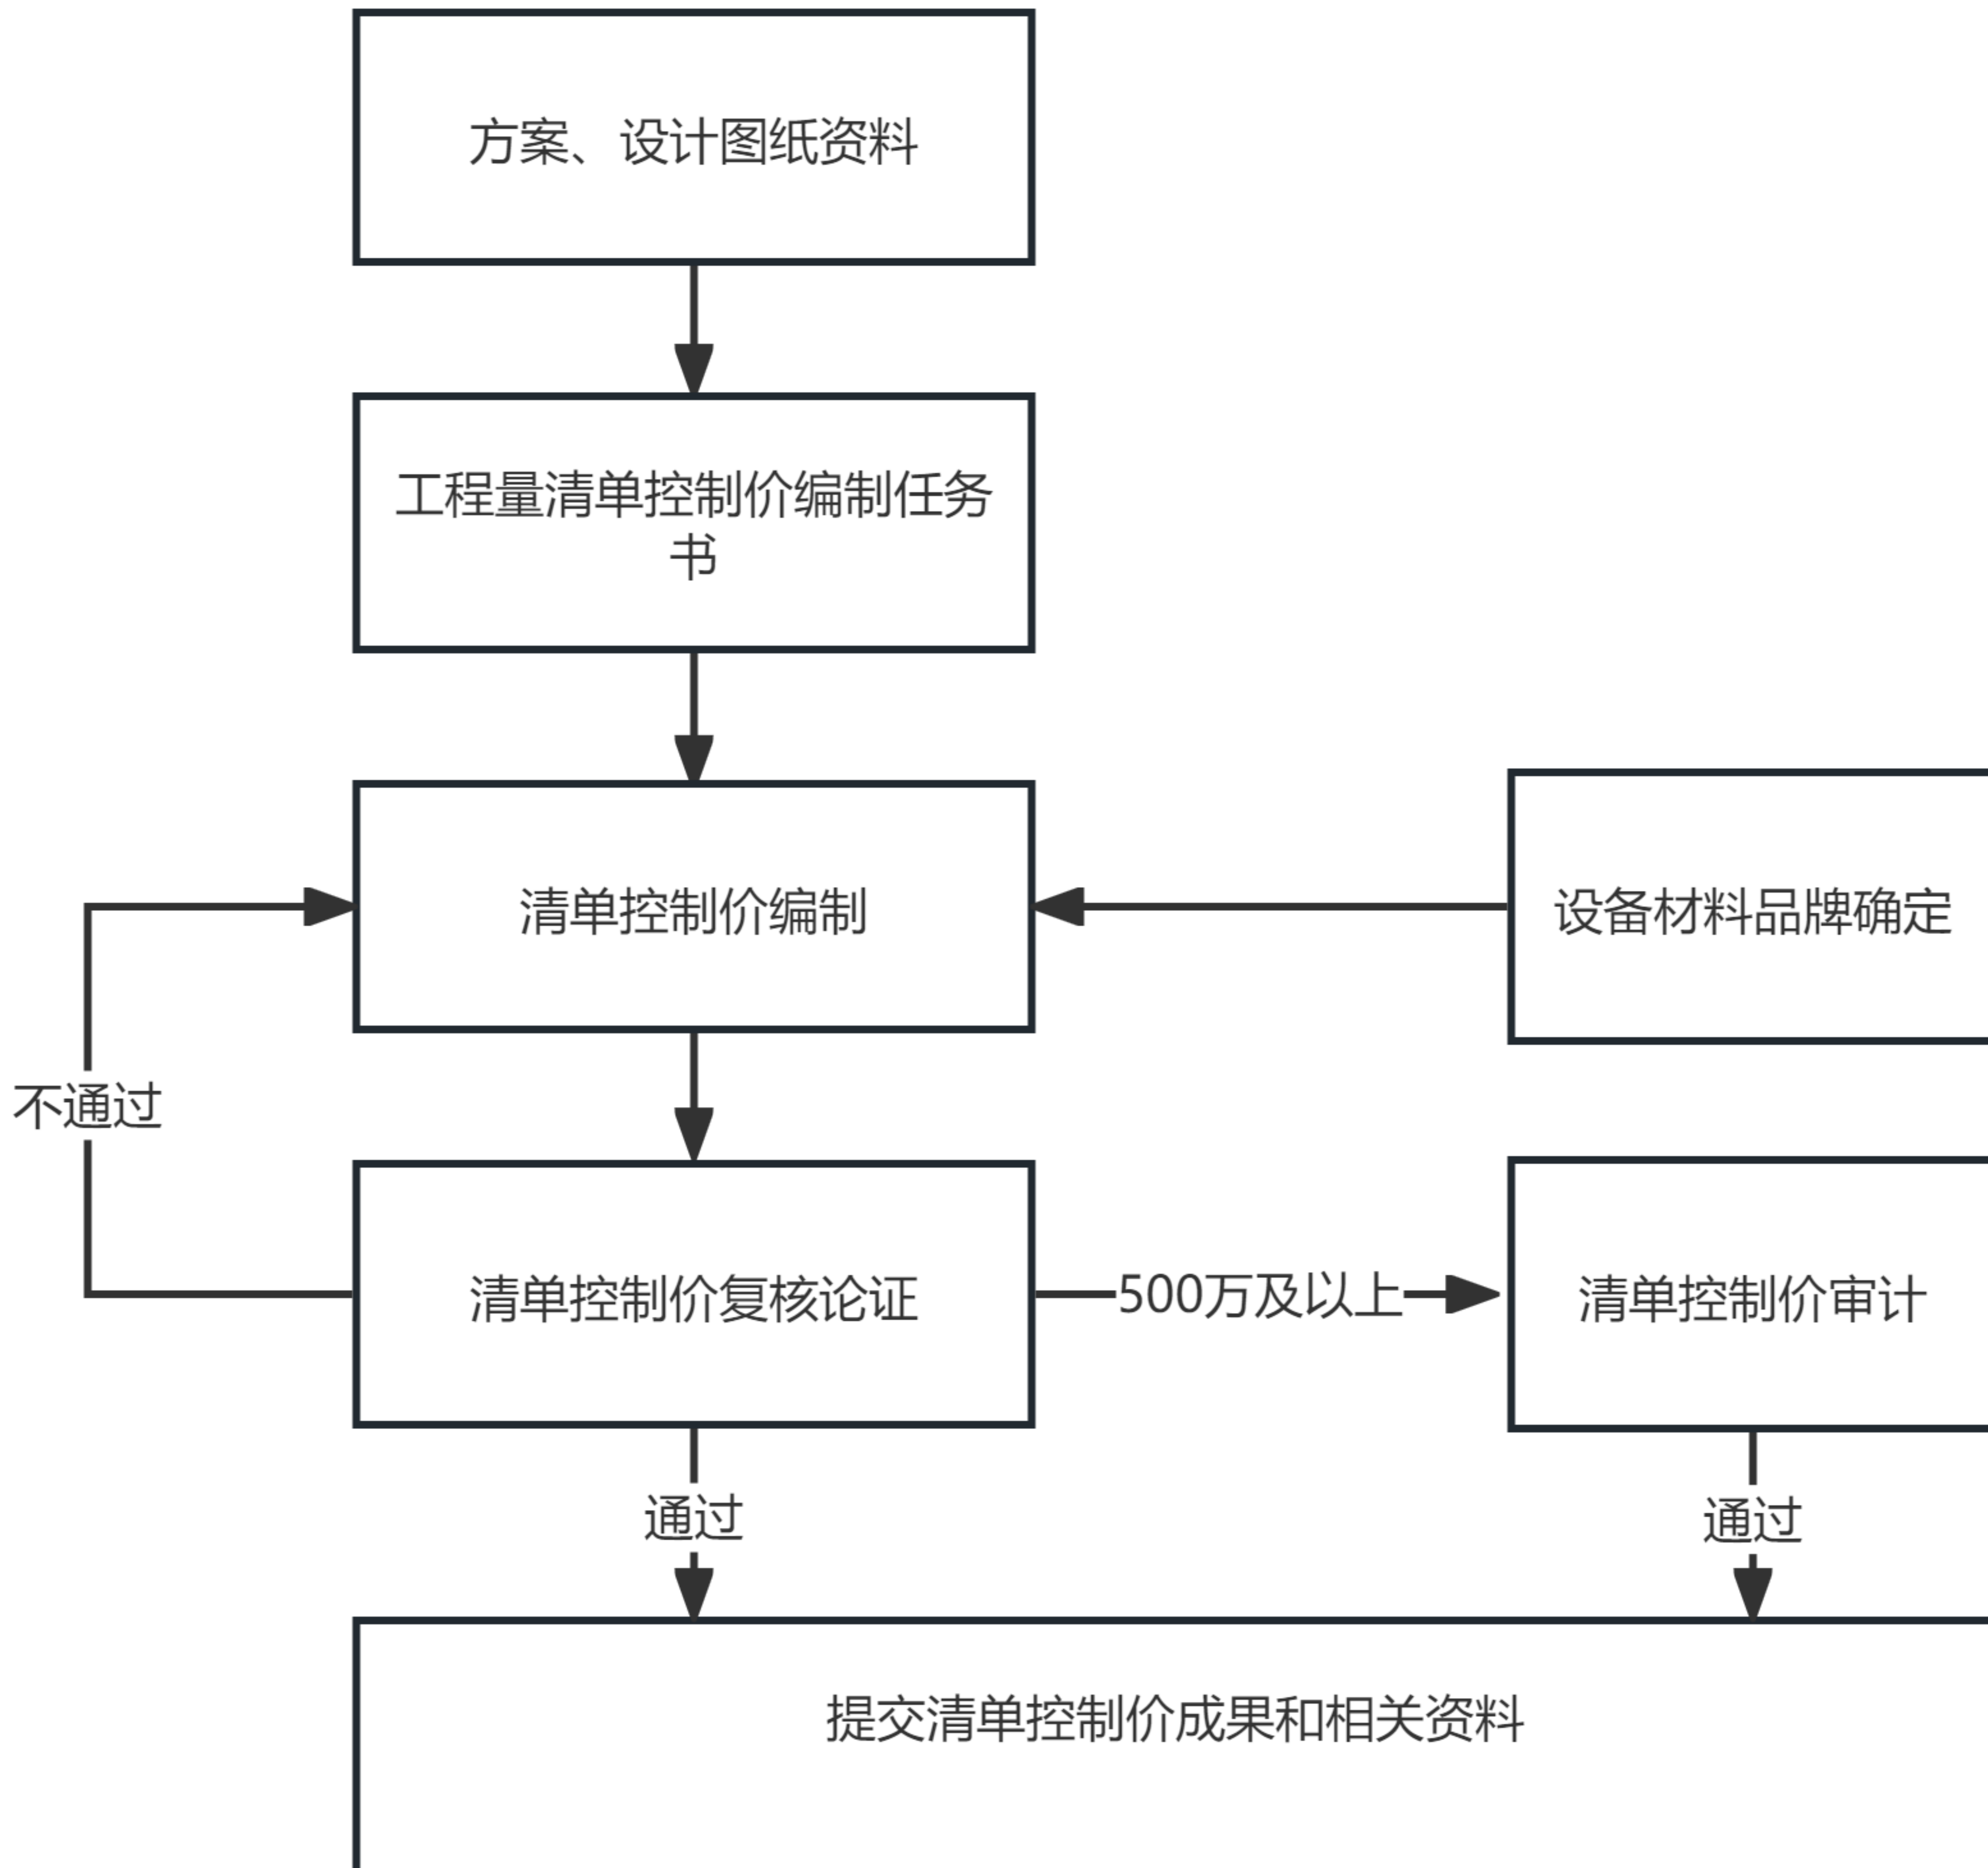 方案、设计图纸资料
工程量清单控制价编制任务
书
清单控制价编制
设备材料品牌确定
不通过
清单控制价复核论证
500万及以上
清单控制价审计
通过
通过
提交清单控制价成果和相关资料